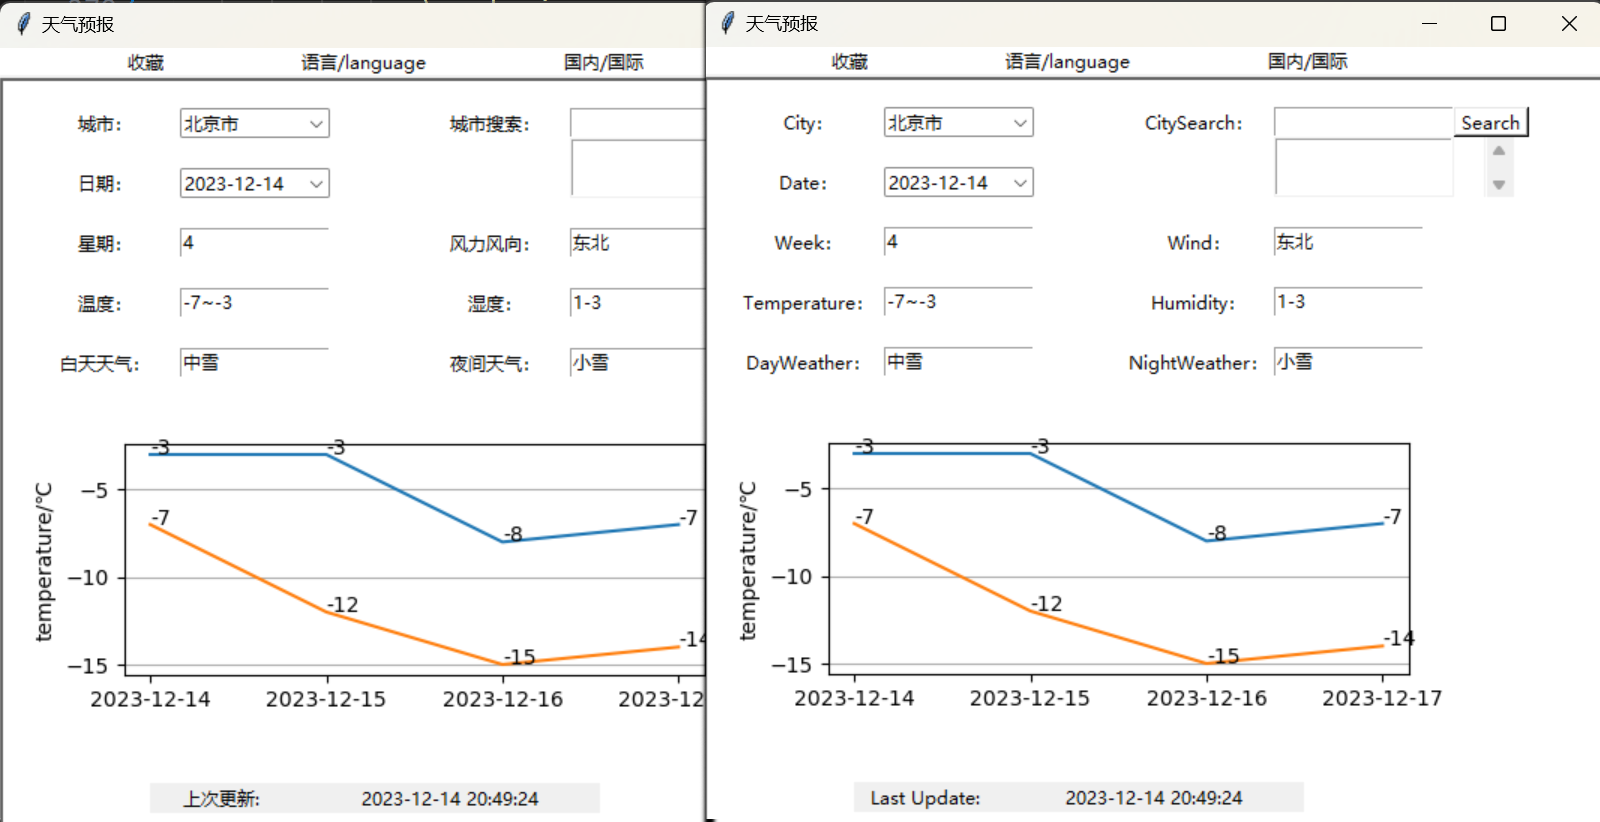 天气预报
收藏 语言/language 国内/国际
城市： 北京市 城市搜索：
日期： 2023-12-14
星期： 4 风力风向： 东北
温度： -7~-3 湿度： 1-3
白天天气： 中雪 夜间天气： 小雪
-3 -3
-5
-7 -8 -7
temperature/°C
-10
-12
-14
-15
-15
2023-12-14 2023-12-15 2023-12-16 2023-12
上次更新: 2023-12-14 20:49:24
天气预报
收藏 语言/language 国内/国际
City： 北京市 CitySearch： Search
Date： 2023-12-14
Week： 4 Wind： 东北
Temperature： -7~-3 Humidity： 1-3
DayWeather： 中雪 NightWeather： 小雪
-3 -3
-5
-7 -8 -7
temperature/°C
-10
-12
-14
-15
-15
2023-12-14 2023-12-15 2023-12-16 2023-12-17
Last Update: 2023-12-14 20:49:24